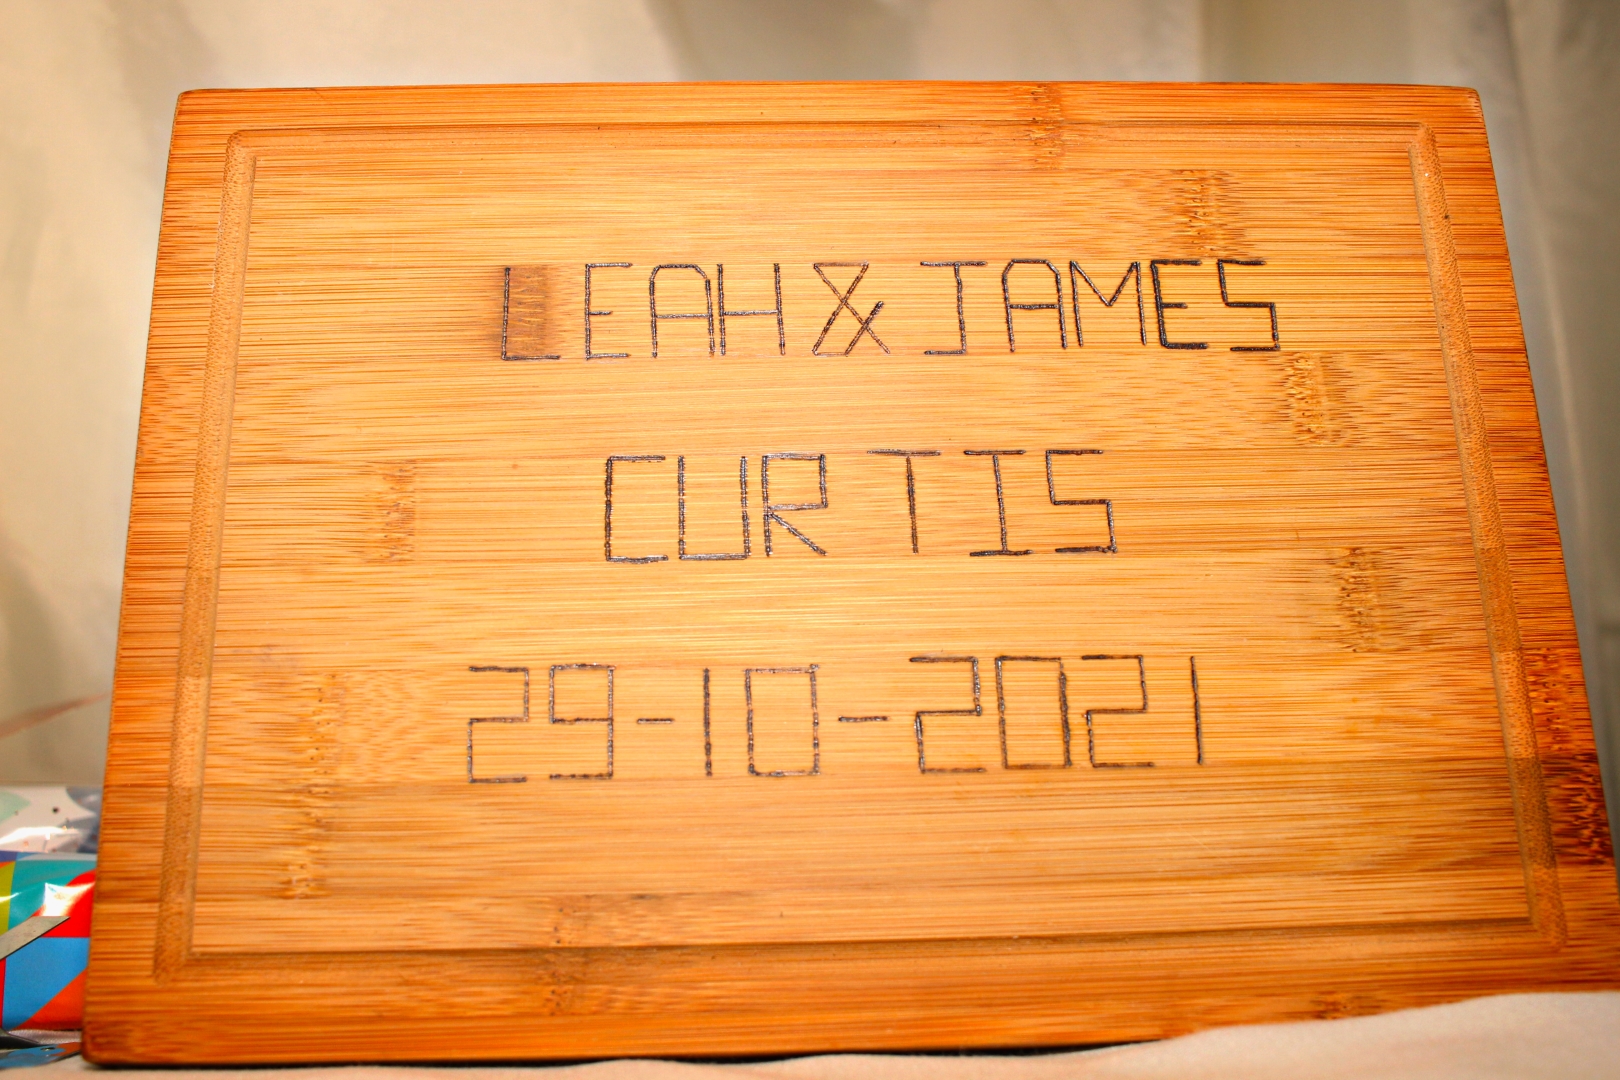 LEAH & JAMES
CURTIS
29-10-2021